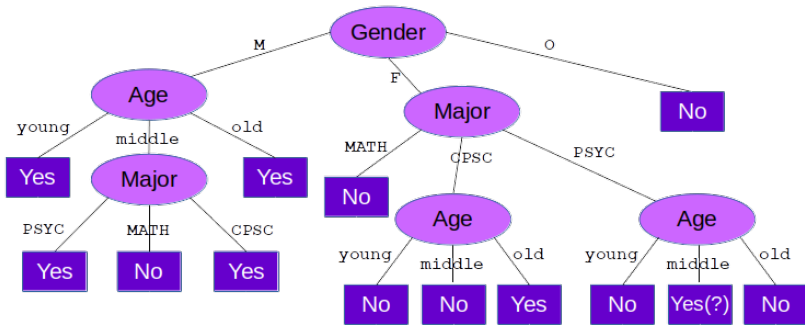 Gender
M
F
O
Age
Major
No
young
middle
old
MATH
CPSC
PSYC
Yes
Major
Yes
No
Age
Age
PSYC
MATH
CPSC
young
middle
old
young
middle
old
Yes
No
Yes
No
No
Yes
No
Yes(?)
No